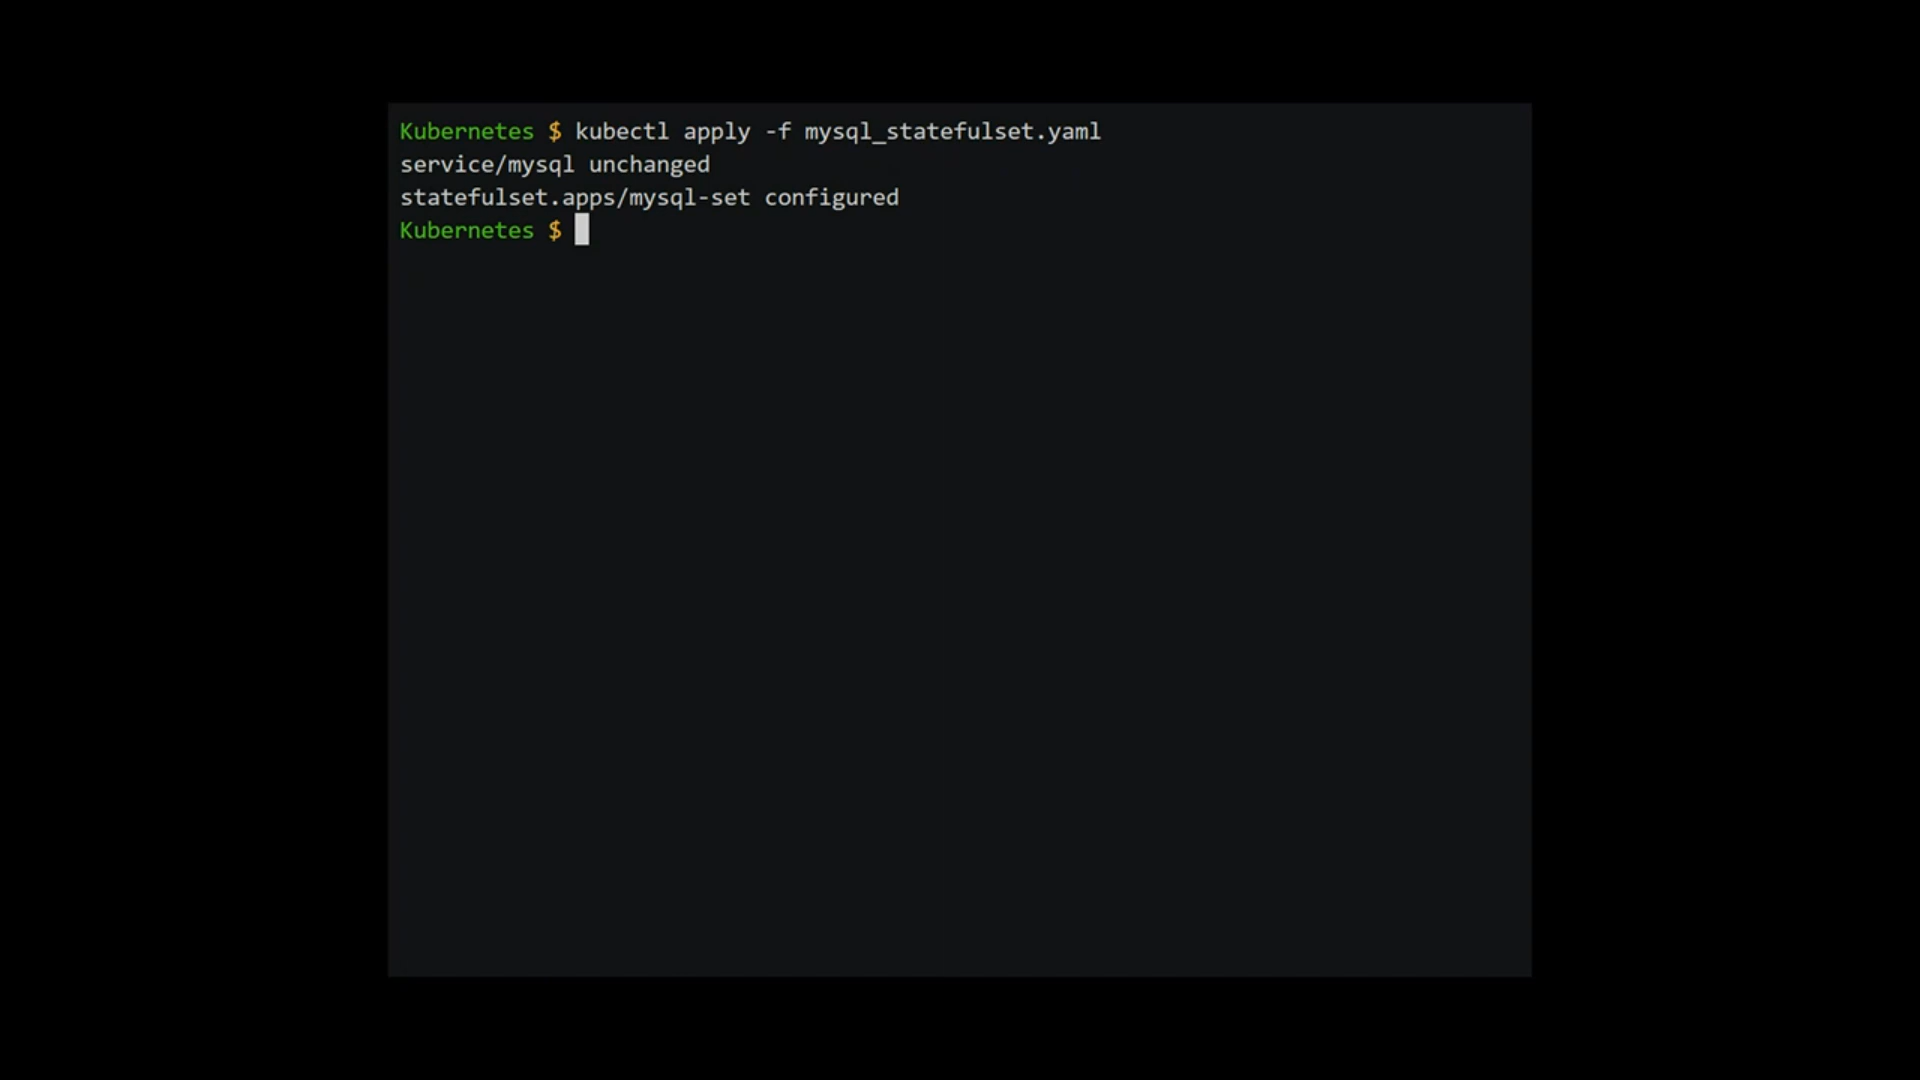 Kubernetes $ kubectl apply -f mysql_statefulset.yaml
service/mysql unchanged
statefulset.apps/mysql-set configured
Kubernetes $